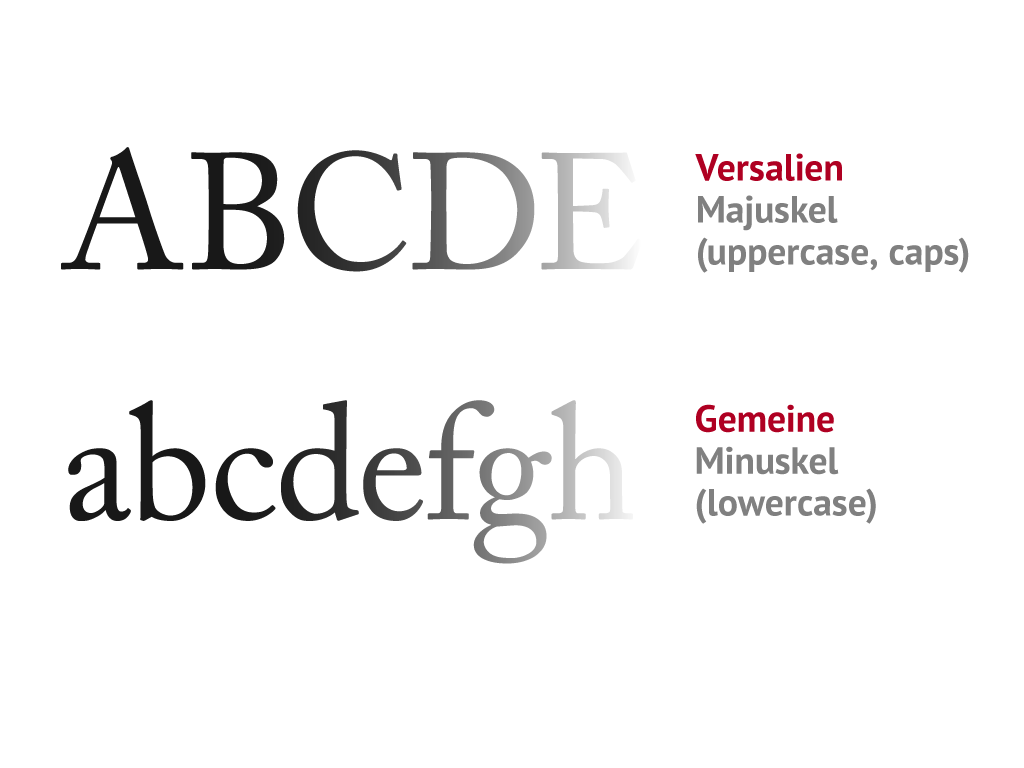 ABCDE
Versalien
Majuskel
(uppercase, caps)
abcdefgh
Gemeine
Minuskel
(lowercase)